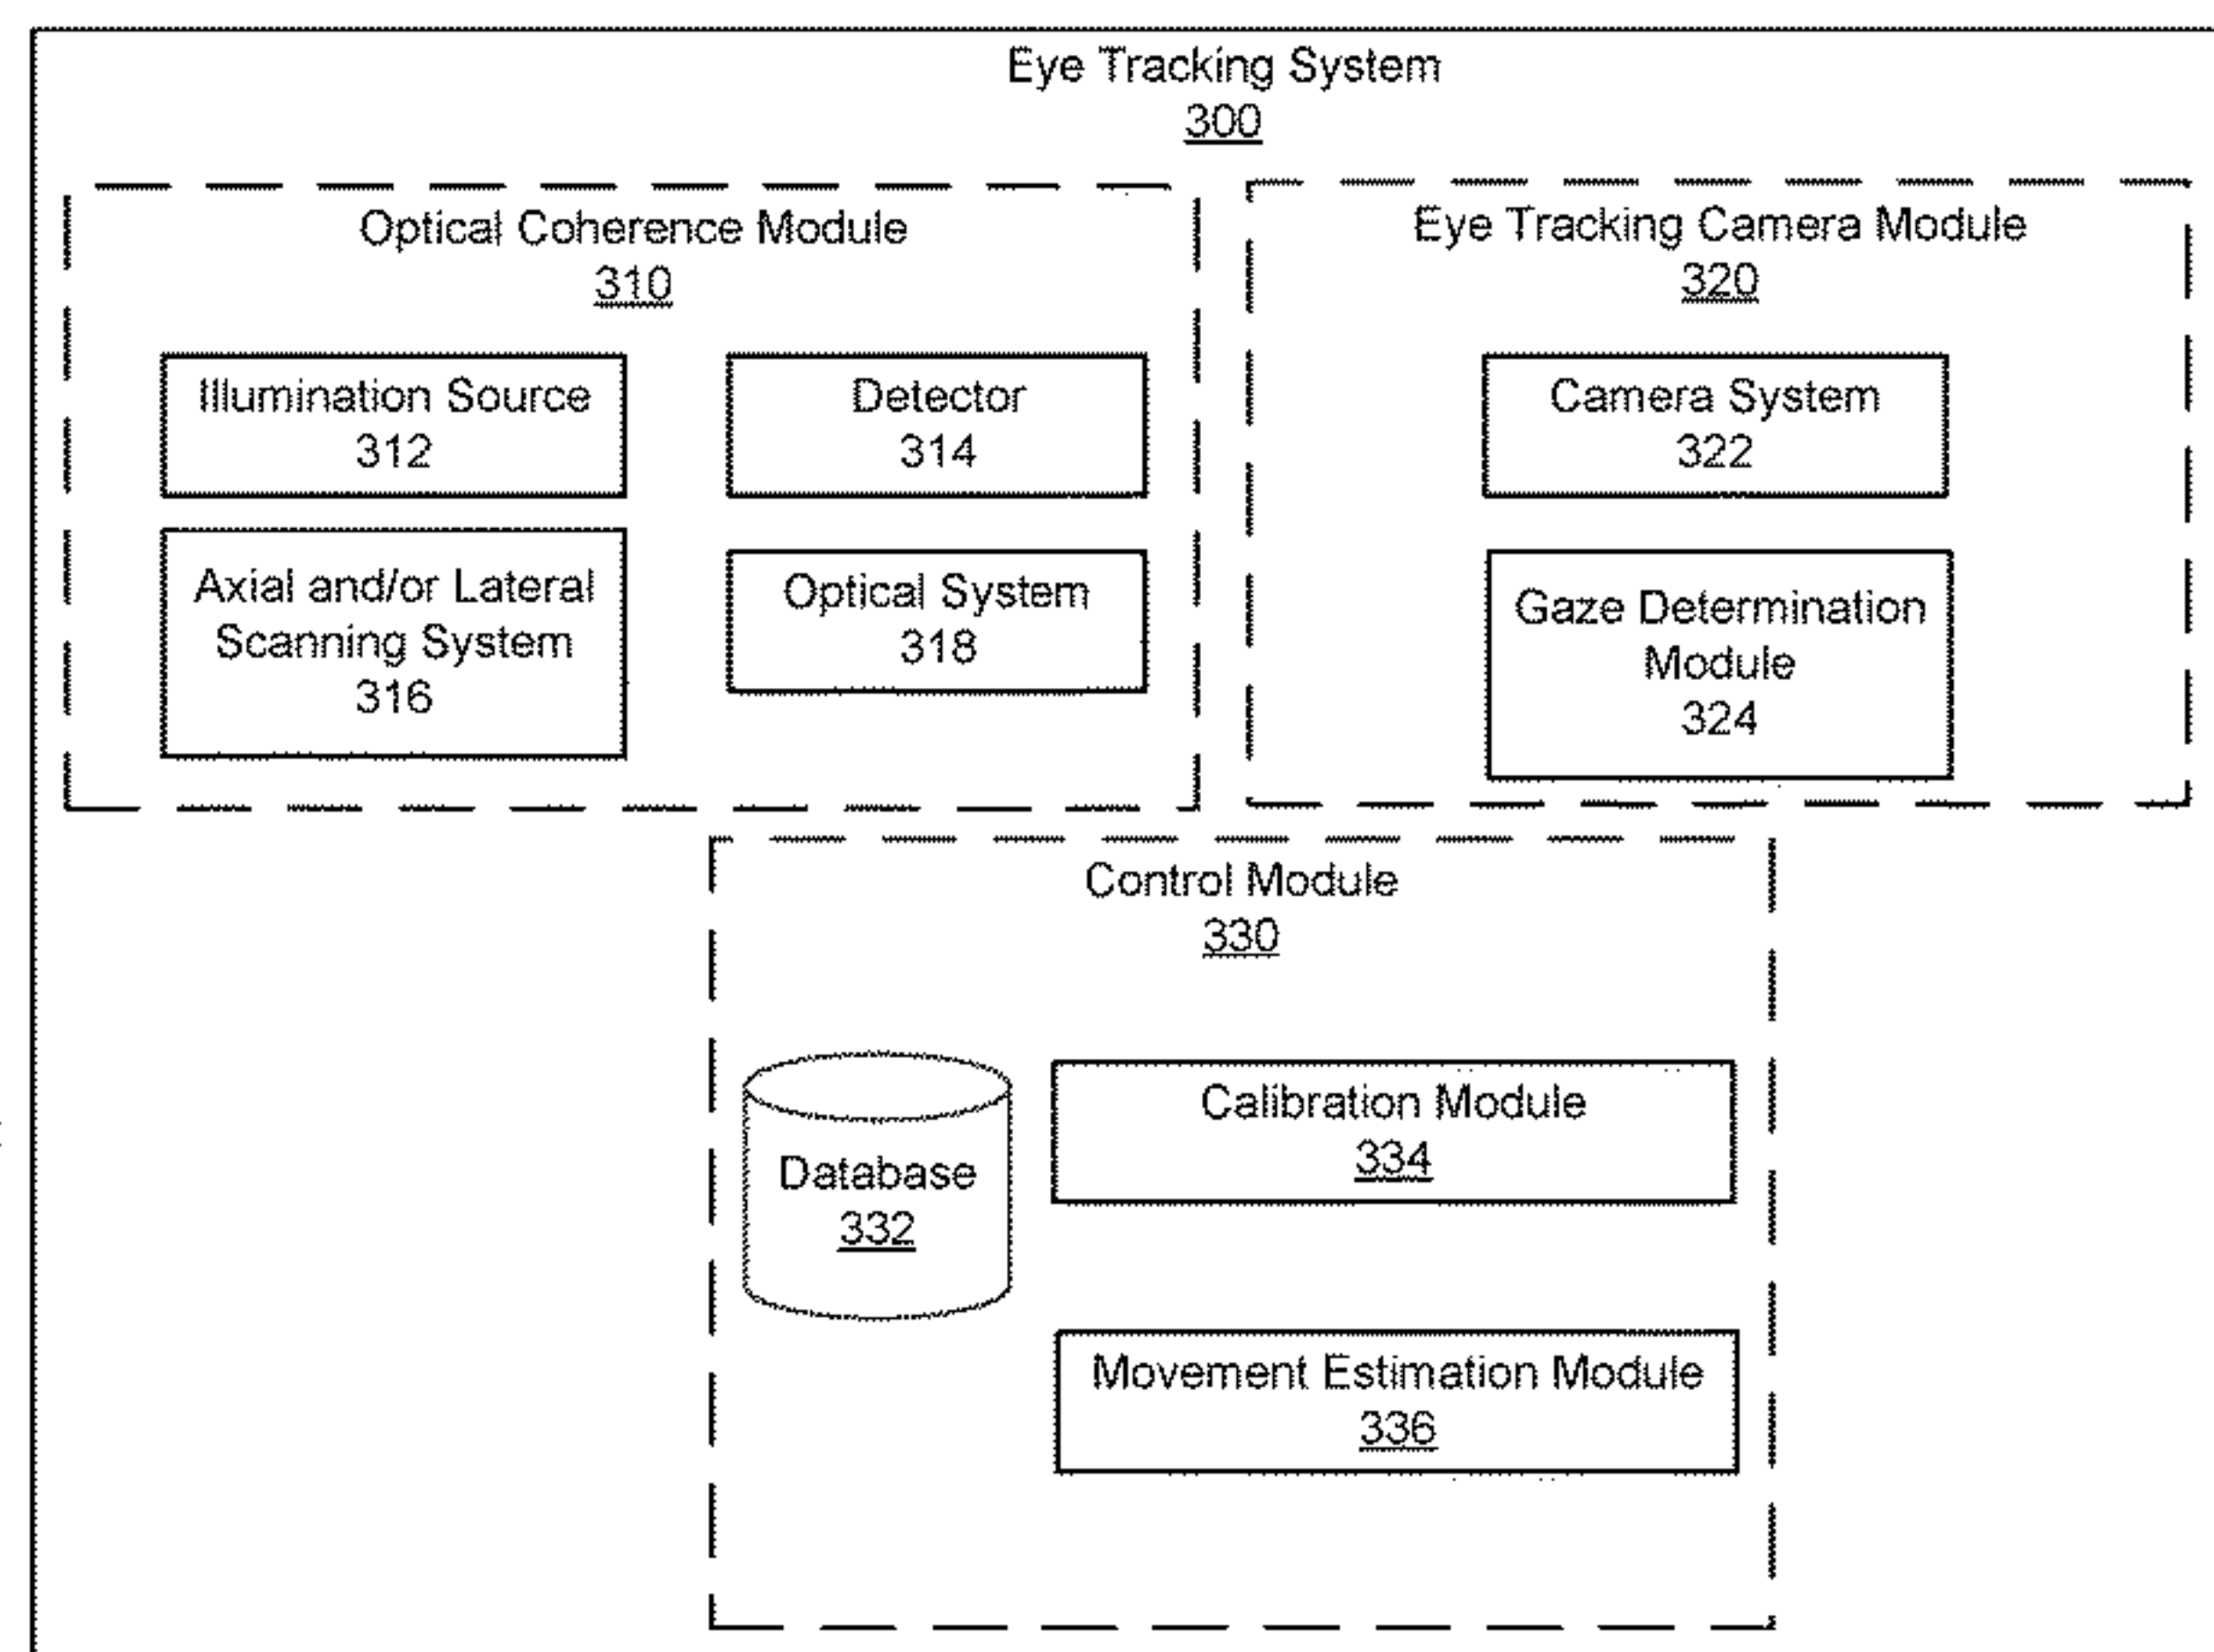 Eye Tracking System
300
Optical Coherence Module
310
Illumination Source
312
Detector
314
Axial and/or Lateral
Scanning System
316
Optical System
318
Eye Tracking Camera Module
320
Camera System
322
Gaze Determination
Module
324
Control Module
330
Database
332
Calibration Module
334
Movement Estimation Module
336